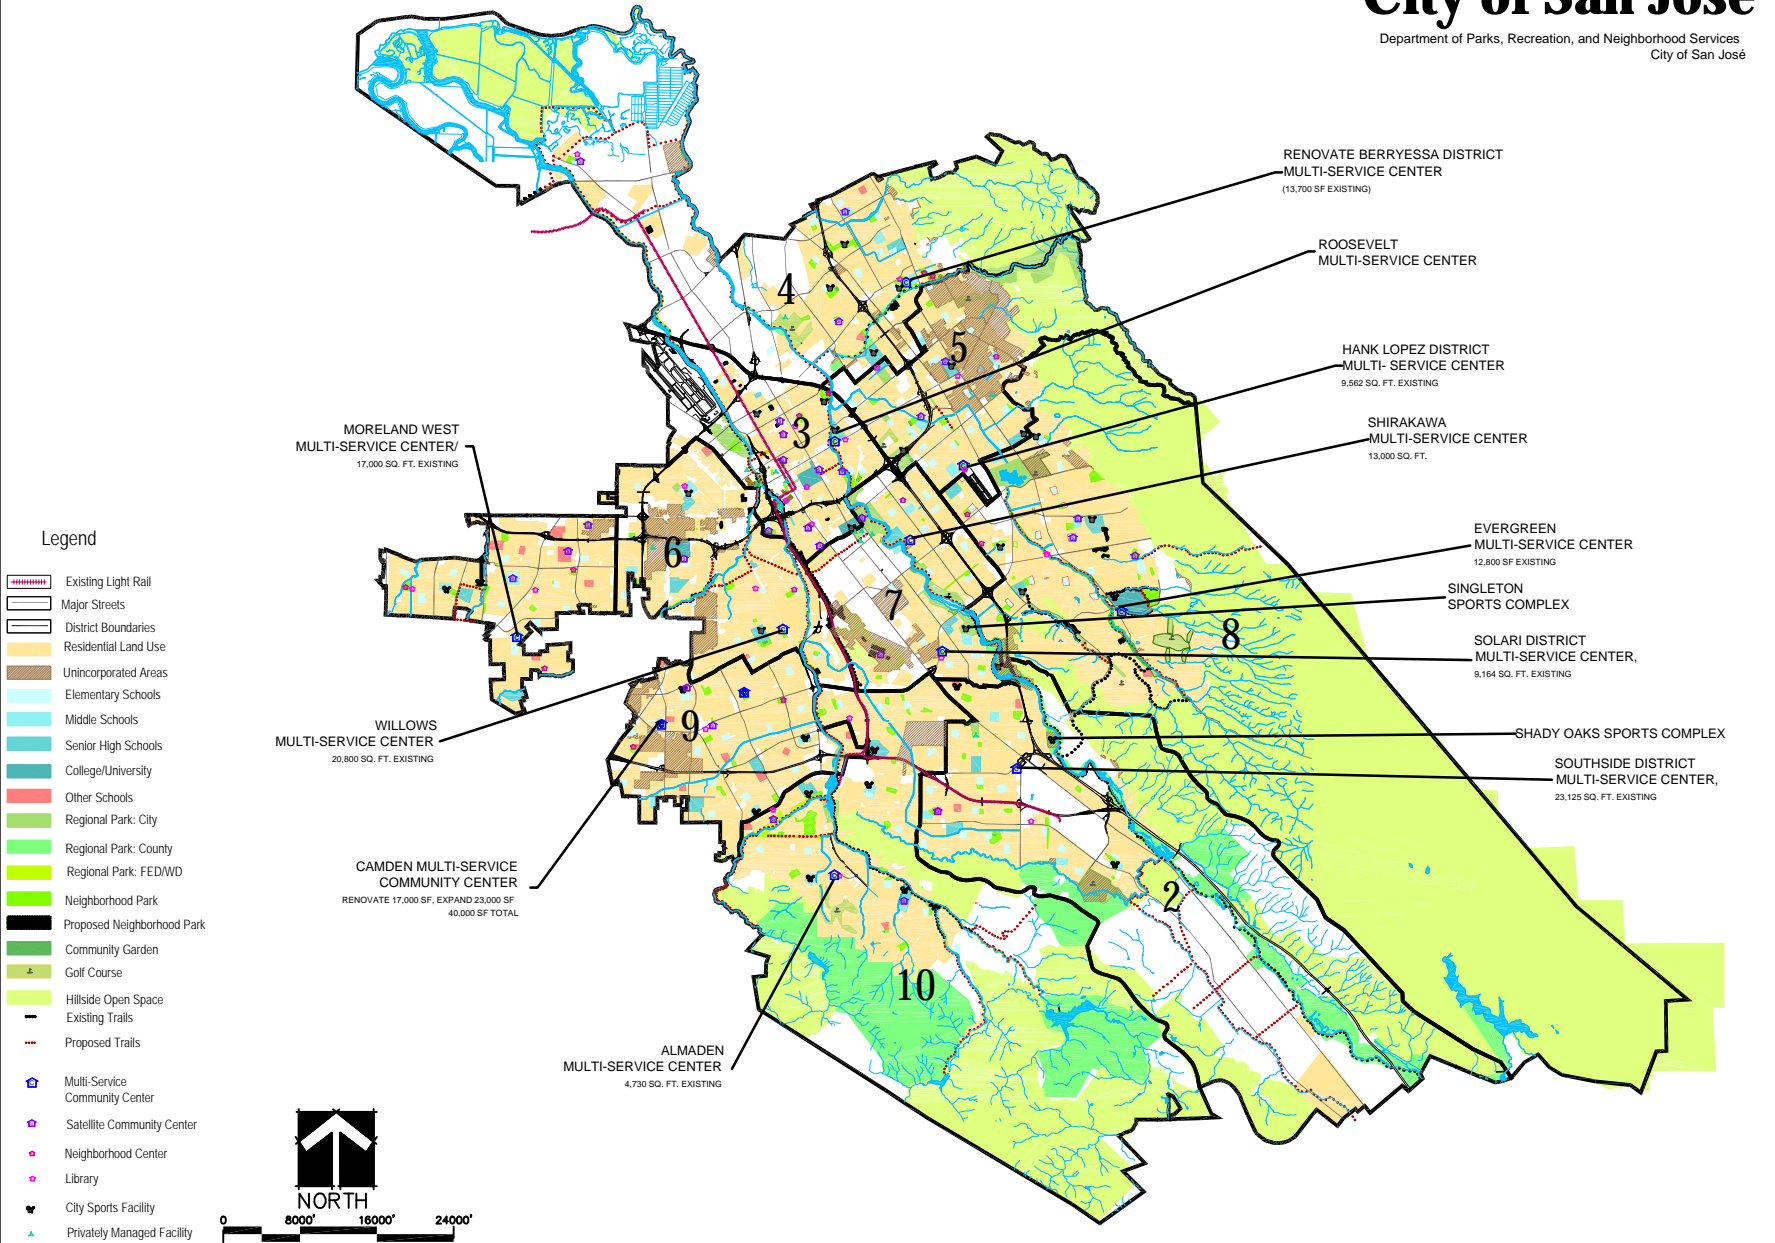 City of San José
Department of Parks, Recreation, and Neighborhood Services
City of San José
RENOVATE BERRYESSA DISTRICT
MULTI-SERVICE CENTER
(13,700 SF EXISTING)
ROOSEVELT
MULTI-SERVICE CENTER
HANK LOPEZ DISTRICT
MULTI- SERVICE CENTER
9,562 SQ. FT. EXISTING
SHIRAKAWA
MULTI-SERVICE CENTER
13,000 SQ. FT.
EVERGREEN
MULTI-SERVICE CENTER
12,800 SF EXISTING
SINGLETON
SPORTS COMPLEX
SOLARI DISTRICT
MULTI-SERVICE CENTER,
9,164 SQ. FT. EXISTING
SHADY OAKS SPORTS COMPLEX
SOUTHSIDE DISTRICT
MULTI-SERVICE CENTER,
23,125 SQ. FT. EXISTING
MORELAND WEST
MULTI-SERVICE CENTER/
17,000 SQ. FT. EXISTING
WILLOWS
MULTI-SERVICE CENTER
20,800 SQ. FT. EXISTING
CAMDEN MULTI-SERVICE
COMMUNITY CENTER
RENOVATE 17,000 SF, EXPAND 23,000 SF
40,000 SF TOTAL
ALMADEN
MULTI-SERVICE CENTER
4,730 SQ. FT. EXISTING
4
5
3
6
7
8
9
2
10
Legend
Existing Light Rail
Major Streets
District Boundaries
Residential Land Use
Unincorporated Areas
Elementary Schools
Middle Schools
Senior High Schools
College/University
Other Schools
Regional Park: City
Regional Park: County
Regional Park: FED/WD
Neighborhood Park
Proposed Neighborhood Park
Community Garden
Golf Course
Hillside Open Space
Existing Trails
Proposed Trails
Multi-Service
Community Center
Satellite Community Center
Neighborhood Center
Library
City Sports Facility
Privately Managed Facility
NORTH
0 8000' 16000' 24000'